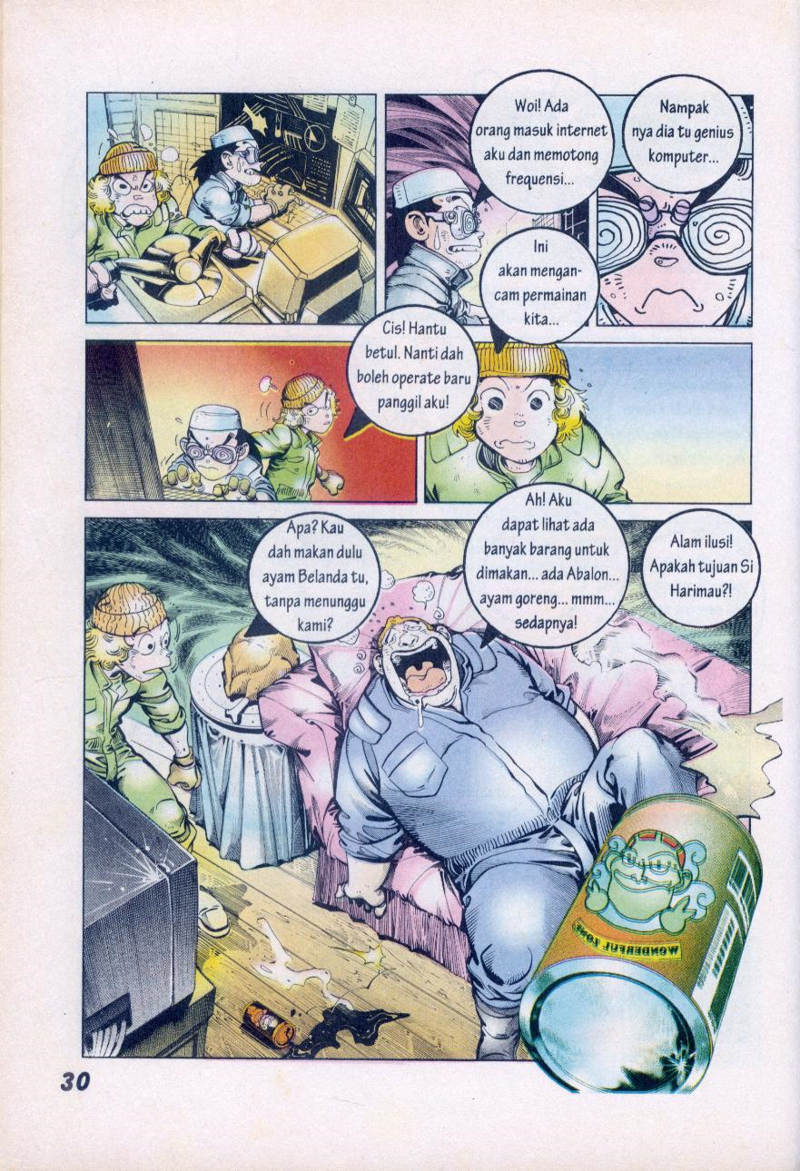 Woi! Ada
orang masuk internet
aku dan memotong
frekuensi...
Nampak
nya dia tu genius
komputer...
Ini
akan mengan-
cam permainan
kita...
Cis! Hantu
betul. Nanti dah
boleh operate baru
panggil aku!
Apa? Kau
dah makan dulu
ayam Belanda tu,
tanpa menunggu
kami?
Ah! Aku
dapat lihat ada
banyak barang untuk
dimakan... ada Abalon...
ayam goreng... mmm...
sedapnya!
Alam ilusi!
Apakah tujuan Si
Harimau?!
WONDERFUL ZONE
30